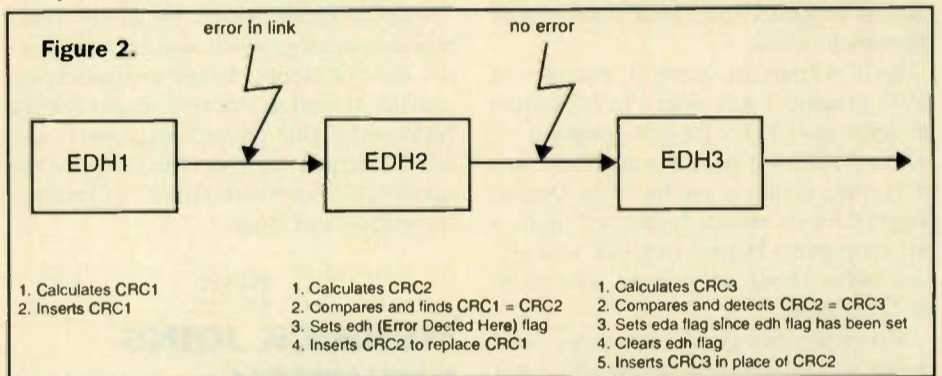 error in link
no error
Figure 2.
EDH1
EDH2
EDH3
1. Calculates CRC1
2. Inserts CRC1
1. Calculates CRC2
2. Compares and finds CRC1 = CRC2
3. Sets edh (Error Dected Here) flag
4. Inserts CRC2 to replace CRC1
1. Calculates CRC3
2. Compares and detects CRC2 = CRC3
3. Sets eda flag since edh flag has been set
4. Clears edh flag
5. Inserts CRC3 in place of CRC2